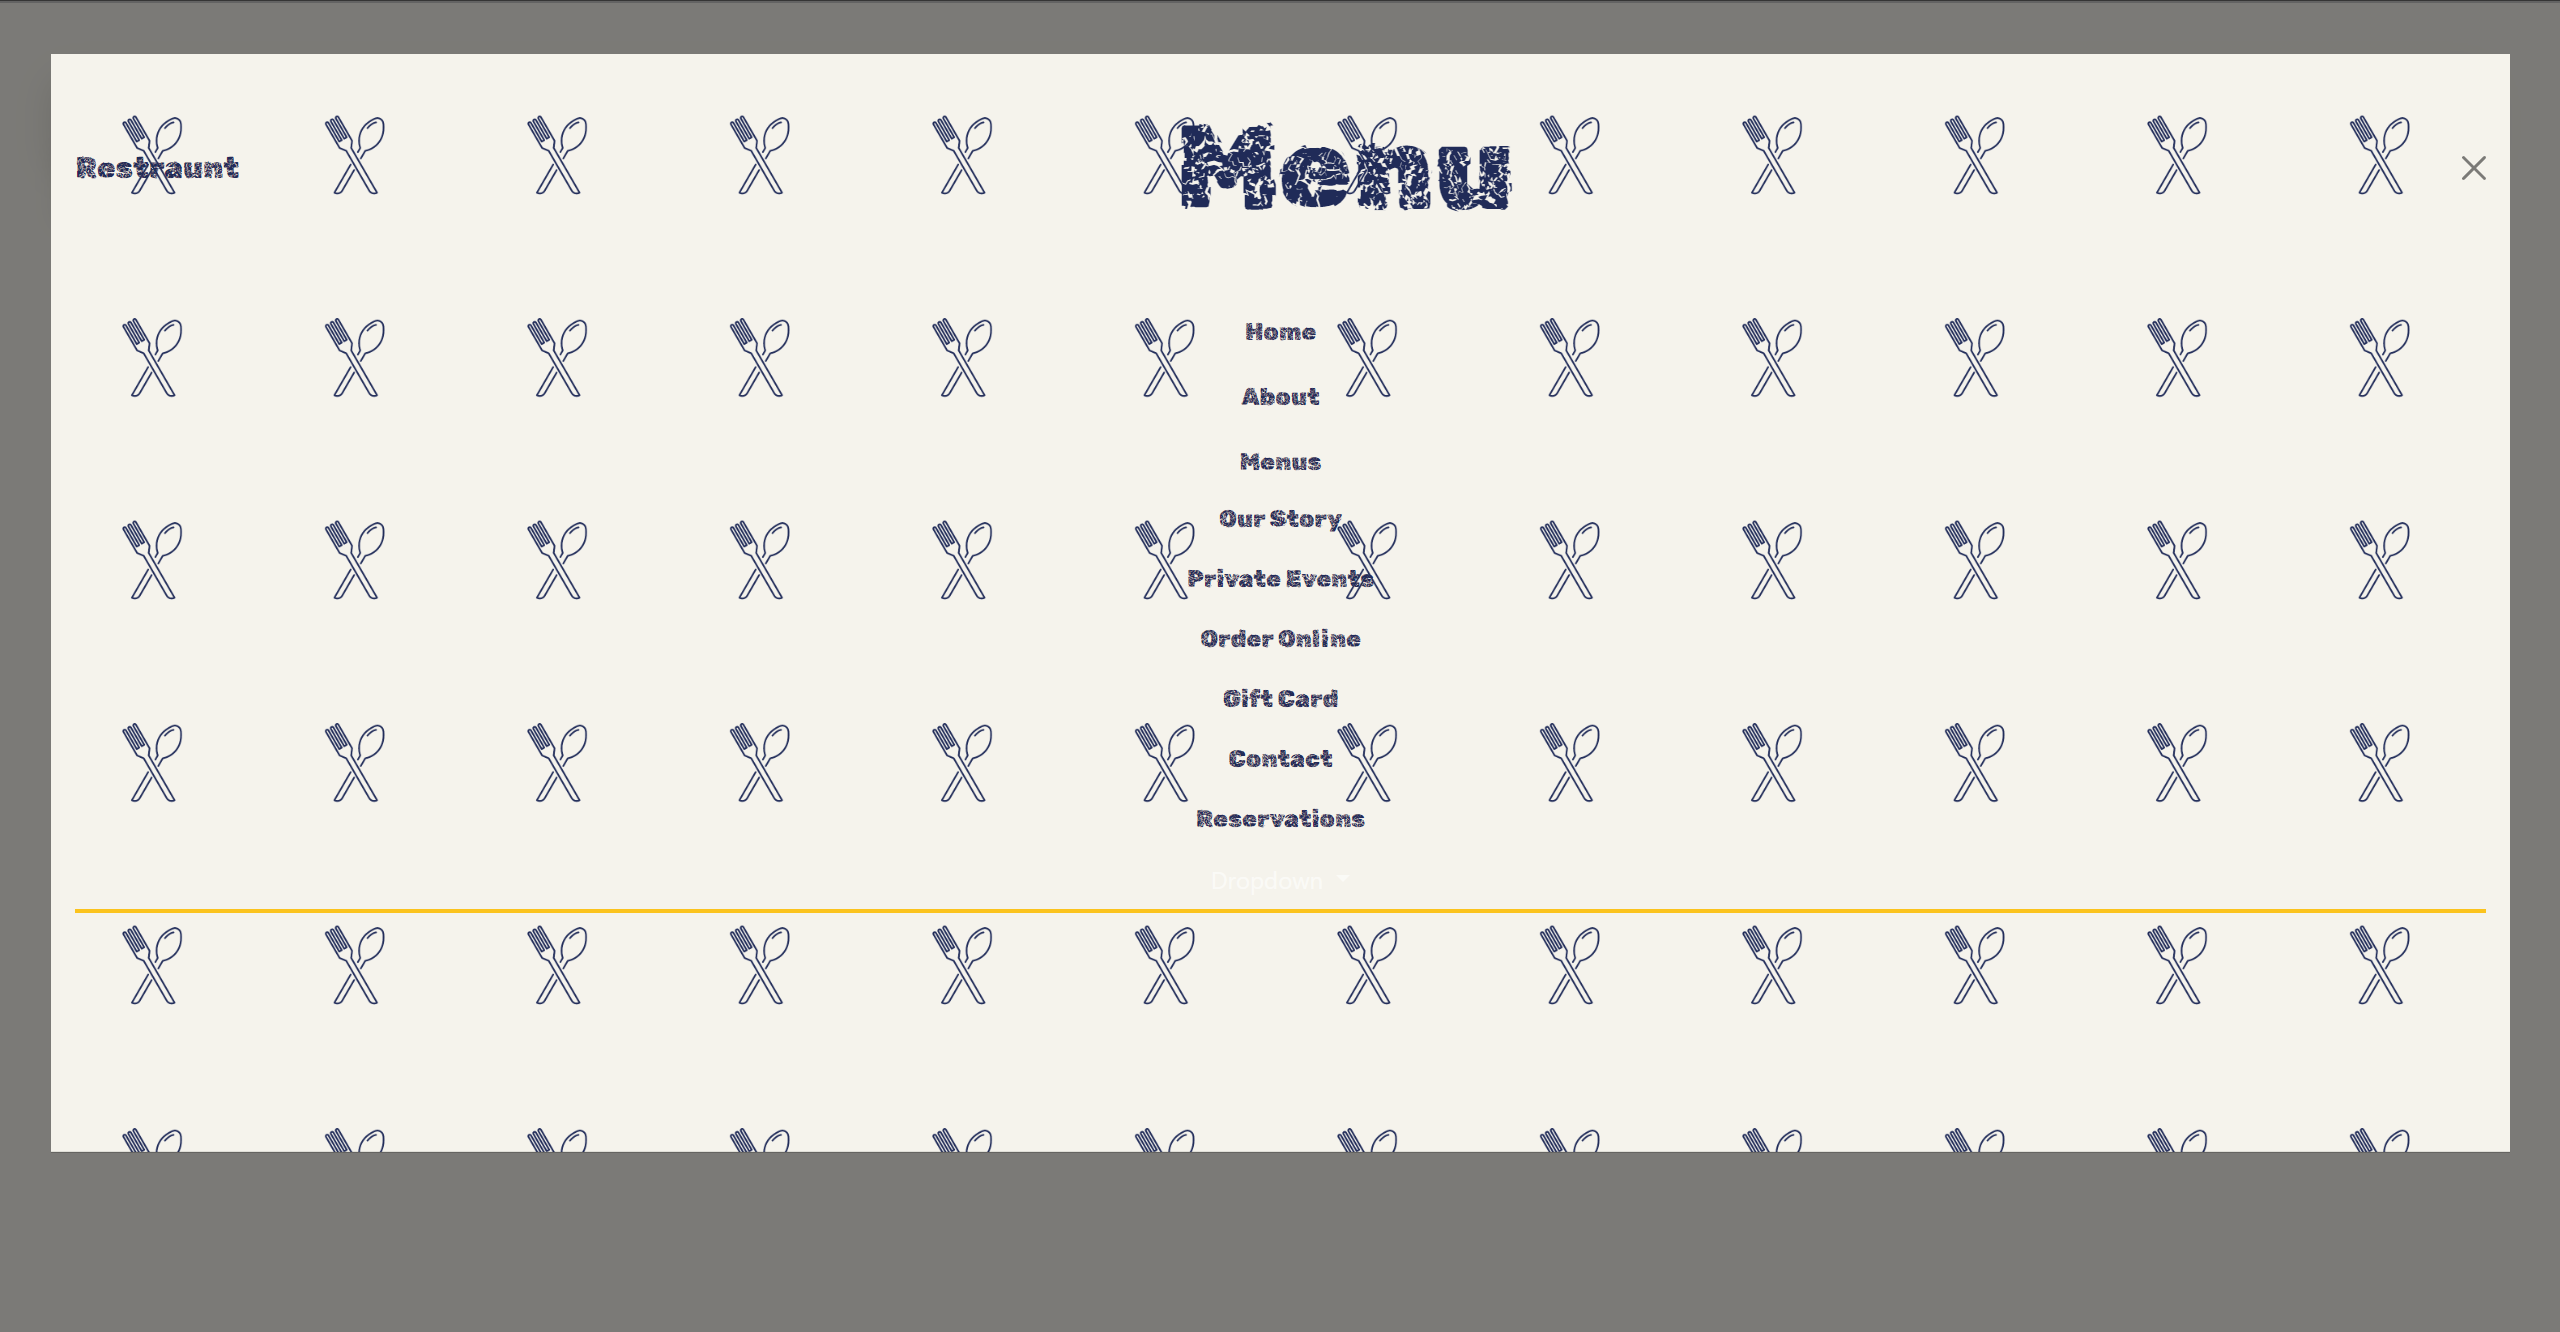 Restraunt
Menu
Home
About
Menus
Our Story
Private Events
Order Online
Gift Card
Contact
Reservations
Dropdown